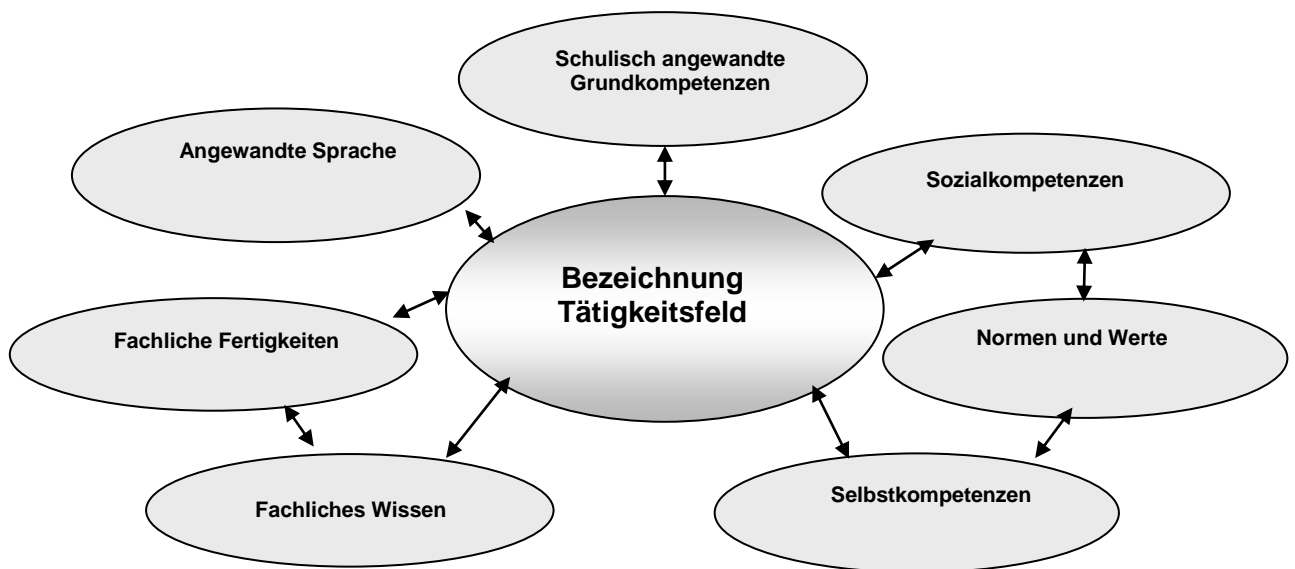 Schulisch angewandte
Grundkompetenzen
Angewandte Sprache
Sozialkompetenzen
Bezeichnung
Tätigkeitsfeld
Fachliche Fertigkeiten
Normen und Werte
Fachliches Wissen
Selbstkompetenzen